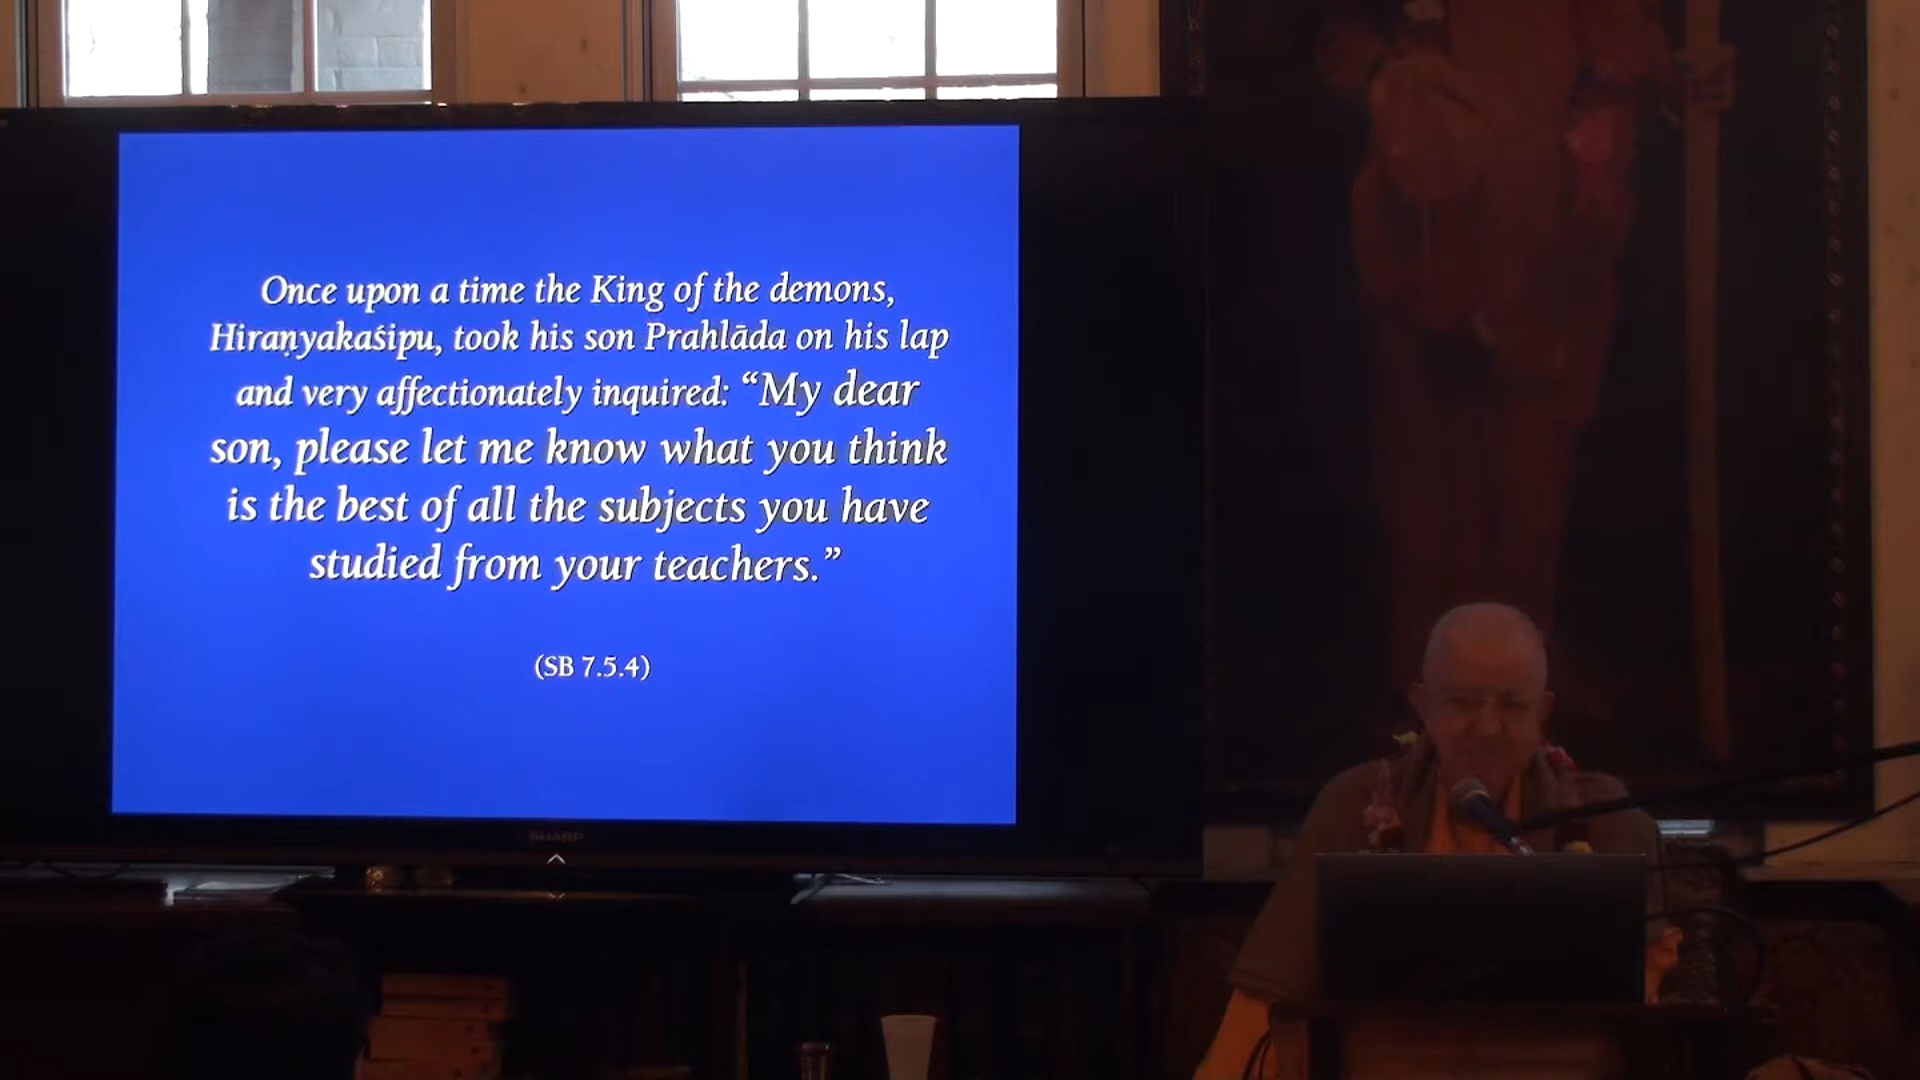 Once upon a time the King of the demons,
Hiraṇyakaśipu, took his son Prahlāda on his lap
and very affectionately inquired: “My dear
son, please let me know what you think
is the best of all the subjects you have
studied from your teachers.”
(SB 7.5.4)
SHARP